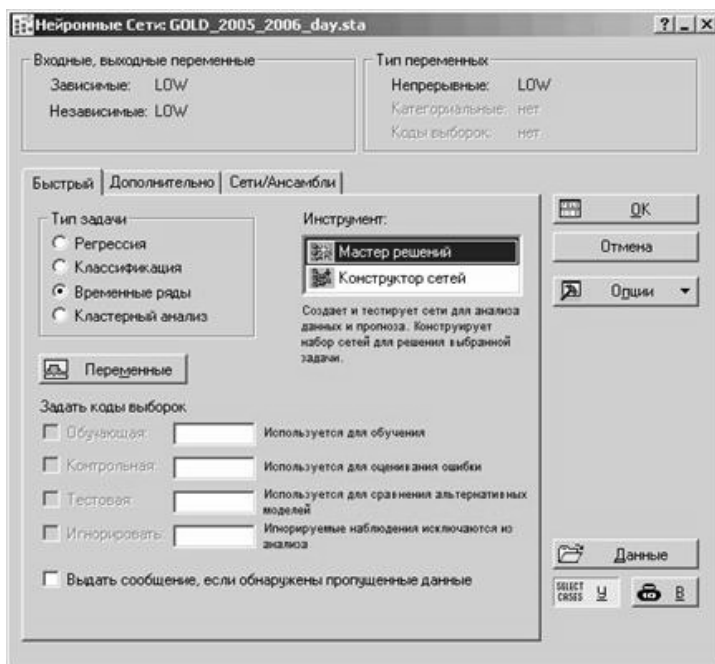 Нейронные Сети: GOLD_2005_2006_day.sta
Входные, выходные переменные
Зависимые: LOW
Независимые: LOW
Тип переменных
Непрерывные: LOW
Категориальные: нет
Коды выборок: нет
Быстрый
Дополнительно
Сети/Ансамбли
Тип задачи
Регрессия
Классификация
Временные ряды
Кластерный анализ
Инструмент:
Мастер решений
Конструктор сетей
Создает и тестирует сети для анализа
данных и прогноза. Конструирует
набор сетей для решения выбранной
задачи.
OK
Отмена
Опции
Переменные
Задать коды выборок
Обучающая:
Используется для обучения
Контрольная:
Используется для оценивания ошибки
Тестовая:
Используется для сравнения альтернативных
моделей
Игнорировать:
Игнорируемые наблюдения исключаются из
анализа
Выдать сообщение, если обнаружены пропущенные данные
Данные
SELECT
CASES
У
В